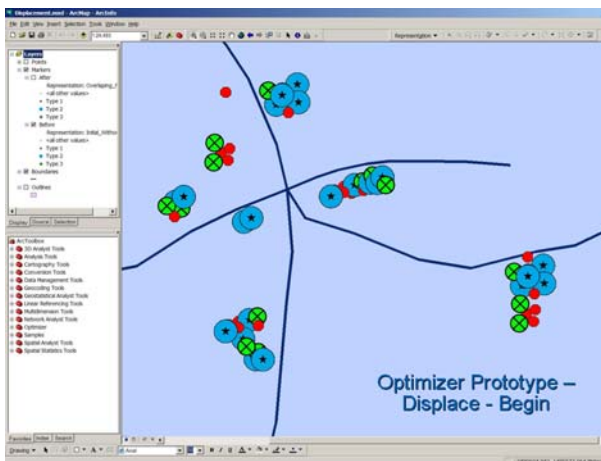 Displacement.mxd - ArcMap - ArcInfo
File Edit View Insert Selection Tools Window Help
Representation
Layers
Points
Markers
After
Representation: Overlapping_
<all other values>
Type 1
Type 2
Type 3
Before
Representation: Initial_Witho
<all other values>
Type 1
Type 2
Type 3
Boundaries
Outlines
Display Source Selection
ArcToolbox
3D Analyst Tools
Analysis Tools
Cartography Tools
Conversion Tools
Data Management Tools
Geocoding Tools
Geostatistical Analyst Tools
Linear Referencing Tools
Multidimension Tools
Network Analyst Tools
Optimizer
Samples
Spatial Analyst Tools
Spatial Statistics Tools
Optimizer Prototype –
Displace - Begin
Favorites Index Search
Drawing
Arial
B I U